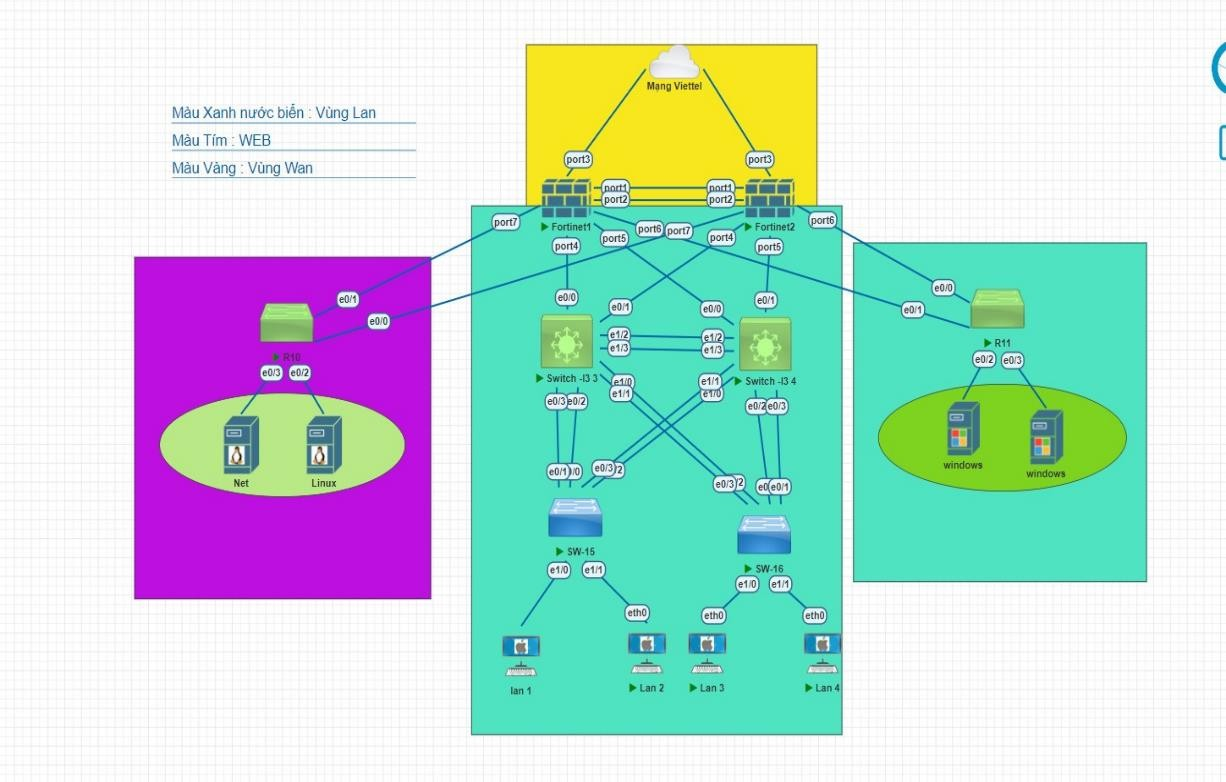 Màu Xanh nước biển : Vùng Lan
Màu Tím : WEB
Màu Vàng : Vùng Wan
Mạng Viettel
port3 port3
port1 port1
port2 port2
Fortinet1 Fortinet2
port7 port6 port7 port6
port4 port5 port4 port5
e0/1 e0/0
e0/0 e0/1 e0/0 e0/1
e0/0 e0/1
e1/2 e1/2
e1/3 e1/3
R10 R11
e0/3 e0/2 e0/2 e0/3
Switch -l3 3 Switch -l3 4
e1/0 e1/1
e1/1 e1/0
e0/3 e0/2 e0/2 e0/3
Net Linux
windows windows
e0/1 /0 e0/3 /2
e0/3 /2 e0/1
SW-15
SW-16
e1/0 e1/1
e1/0 e1/1
eth0 eth0 eth0
lan 1 Lan 2 Lan 3 Lan 4